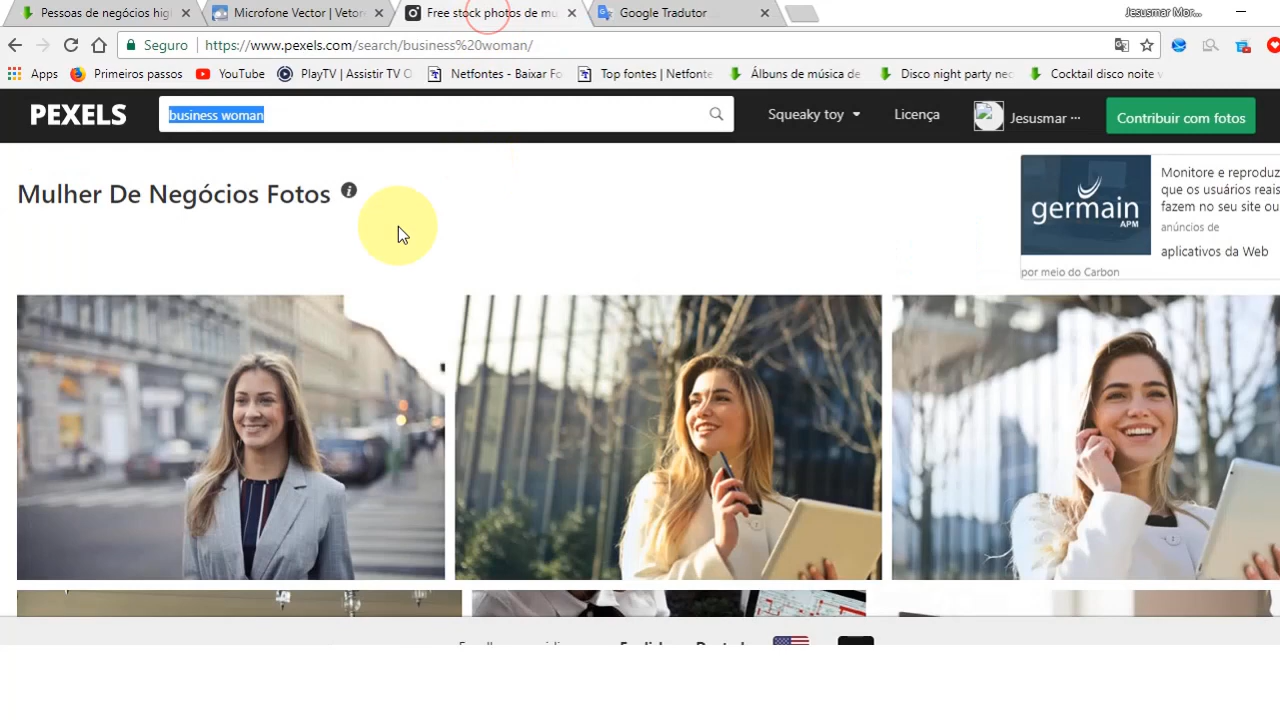 Pessoas de negócios higi
Microfone Vector | Vetore
Free stock photos de mu
Google Tradutor
Jesusmar Mor...
Seguro
https://www.pexels.com/search/business%20woman/
Apps
Primeiros passos
YouTube
PlayTV | Assistir TV O
Netfontes - Baixar Fo
Top fontes | Netfonte
Álbuns de música de
Disco night party nec
Cocktail disco noite v
PEXELS
business woman
Squeaky toy
Licença
Jesusmar ...
Contribuir com fotos
Mulher De Negócios Fotos
germain
APM
Monitore e reproduz
que os usuários reais
fazem no seu site ou
anúncios de
aplicativos da Web
por meio do Carbon